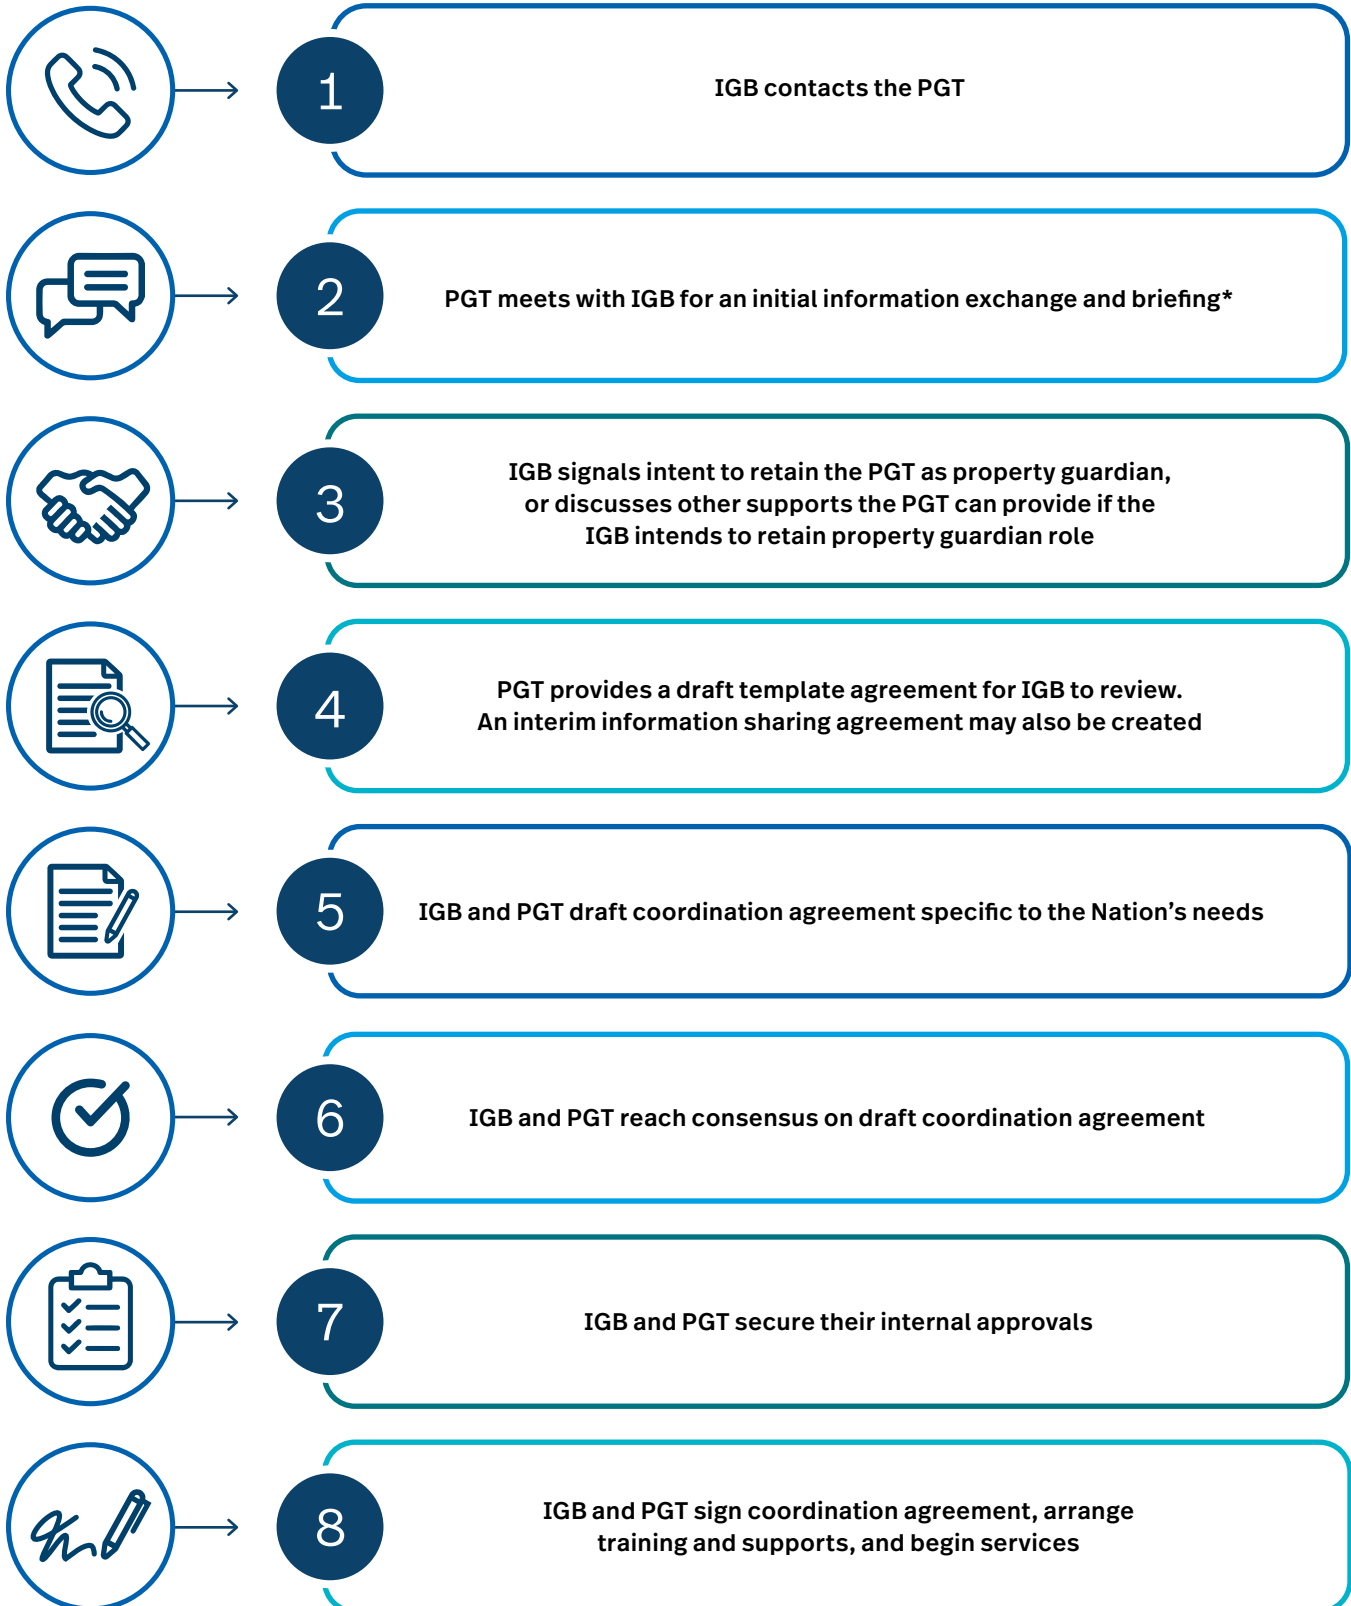 1
IGB contacts the PGT
2
PGT meets with IGB for an initial information exchange and briefing*
3
IGB signals intent to retain the PGT as property guardian,
or discusses other supports the PGT can provide if the
IGB intends to retain property guardian role
4
PGT provides a draft template agreement for IGB to review.
An interim information sharing agreement may also be created
5
IGB and PGT draft coordination agreement specific to the Nation’s needs
6
IGB and PGT reach consensus on draft coordination agreement
7
IGB and PGT secure their internal approvals
8
IGB and PGT sign coordination agreement, arrange
training and supports, and begin services